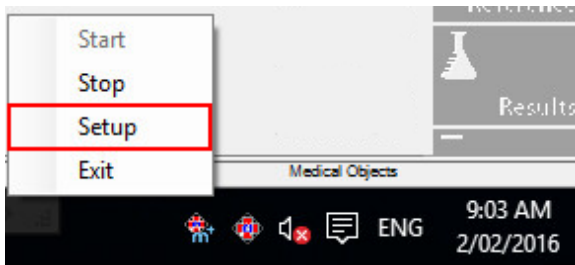 Start
Stop
Results
Setup
Exit
Medical Objects
ENG
9:03 AM
2/02/2016